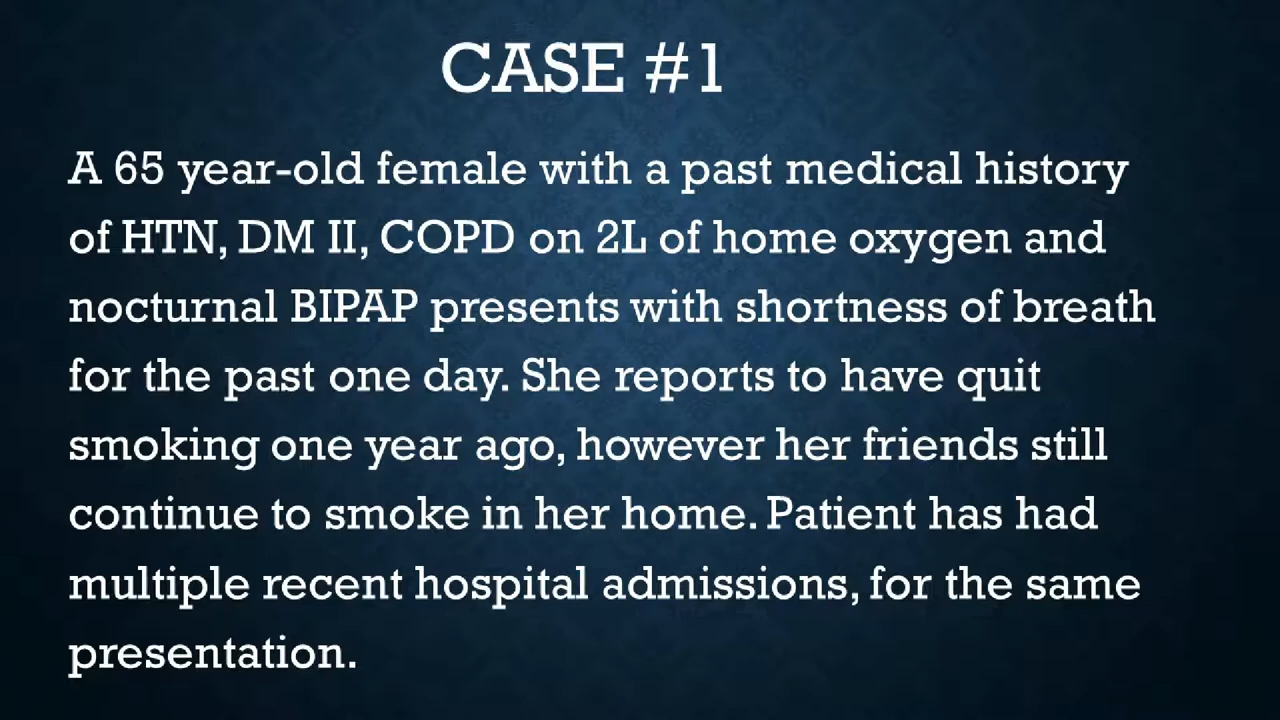 CASE #1
A 65 year-old female with a past medical history
of HTN, DM II, COPD on 2L of home oxygen and
nocturnal BIPAP presents with shortness of breath
for the past one day. She reports to have quit
smoking one year ago, however her friends still
continue to smoke in her home. Patient has had
multiple recent hospital admissions, for the same
presentation.